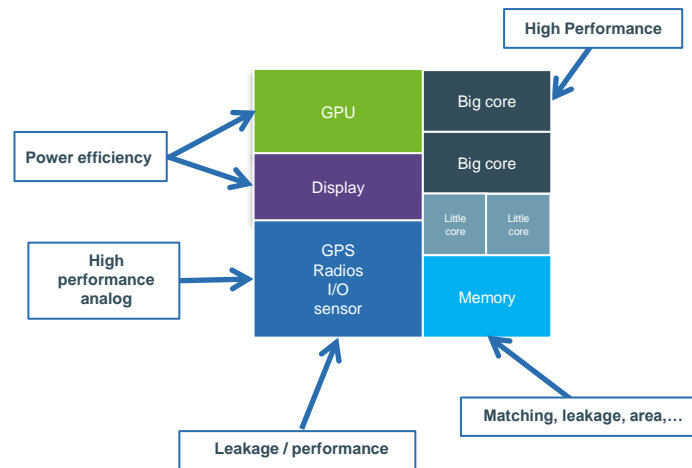 High Performance
GPU
Big core
Power efficiency
Big core
Display
Little
core
Little
core
High
performance
analog
GPS
Radios
I/O
sensor
Memory
Matching, leakage, area,…
Leakage / performance